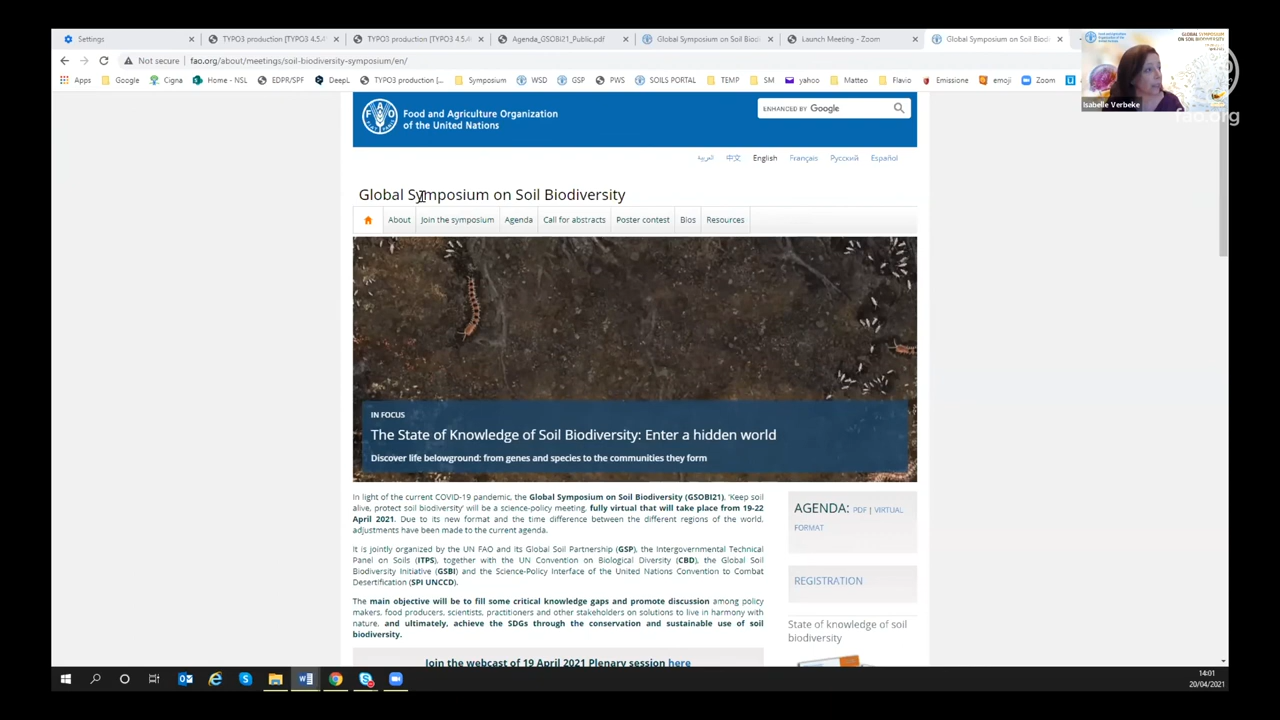 Settings
TYPO3 production [TYPO3 4.5.4
TYPO3 production [TYPO3 4.5.4
Agenda_GSOBI21_Public.pdf
Global Symposium on Soil Biod
Launch Meeting - Zoom
Global Symposium on Soil Biod
Not secure | fao.org/about/meetings/soil-biodiversity-symposium/en/
Apps Google Cigna Home - NSL EDPR/SPF DeepL TYPO3 production [ Symposium WSD GSP PWS SOILS PORTAL TEMP SM yahoo Matteo Flavio Emissione emoji Zoom
GLOBAL SYMPOSIUM
ON SOIL BIODIVERSITY
Isabelle Verbeke
fao.org
Food and Agriculture Organization
of the United Nations
ENHANCED BY Google
العربية 中文 English Français Русский Español
Global Symposium on Soil Biodiversity
About Join the symposium Agenda Call for abstracts Poster contest Bios Resources
IN FOCUS
The State of Knowledge of Soil Biodiversity: Enter a hidden world
Discover life belowground: from genes and species to the communities they form
In light of the current COVID-19 pandemic, the Global Symposium on Soil Biodiversity (GSOBI21), 'Keep soil
alive, protect soil biodiversity' will be a science-policy meeting, fully virtual that will take place from 19-22
April 2021. Due to its new format and the time difference between the different regions of the world,
adjustments have been made to the current agenda.
It is jointly organized by the UN FAO and its Global Soil Partnership (GSP), the Intergovernmental Technical
Panel on Soils (ITPS), together with the UN Convention on Biological Diversity (CBD), the Global Soil
Biodiversity Initiative (GSBI) and the Science-Policy Interface of the United Nations Convention to Combat
Desertification (SPI UNCCD).
The main objective will be to fill some critical knowledge gaps and promote discussion among policy
makers, food producers, scientists, practitioners and other stakeholders on solutions to live in harmony with
nature, and ultimately, achieve the SDGs through the conservation and sustainable use of soil
biodiversity.
Join the webcast of 19 April 2021 Plenary session here
AGENDA: PDF | VIRTUAL
FORMAT
REGISTRATION
State of knowledge of soil
biodiversity
14:01
20/04/2021